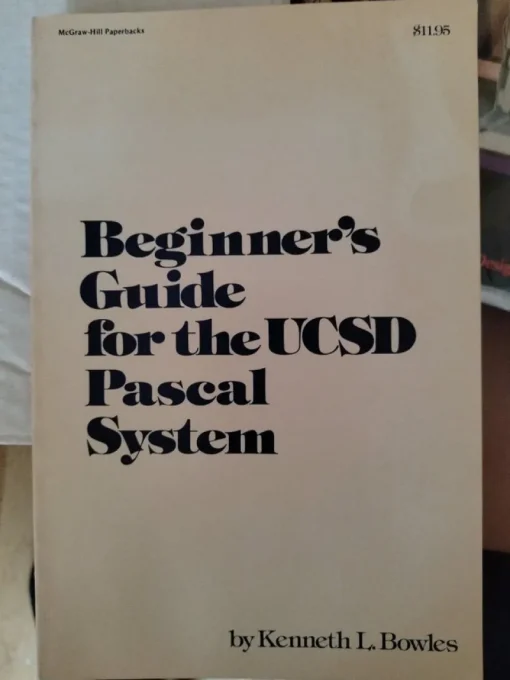 McGraw-Hill Paperbacks
$11.95
Beginner's
Guide
for the UCSD
Pascal
System
by Kenneth L. Bowles